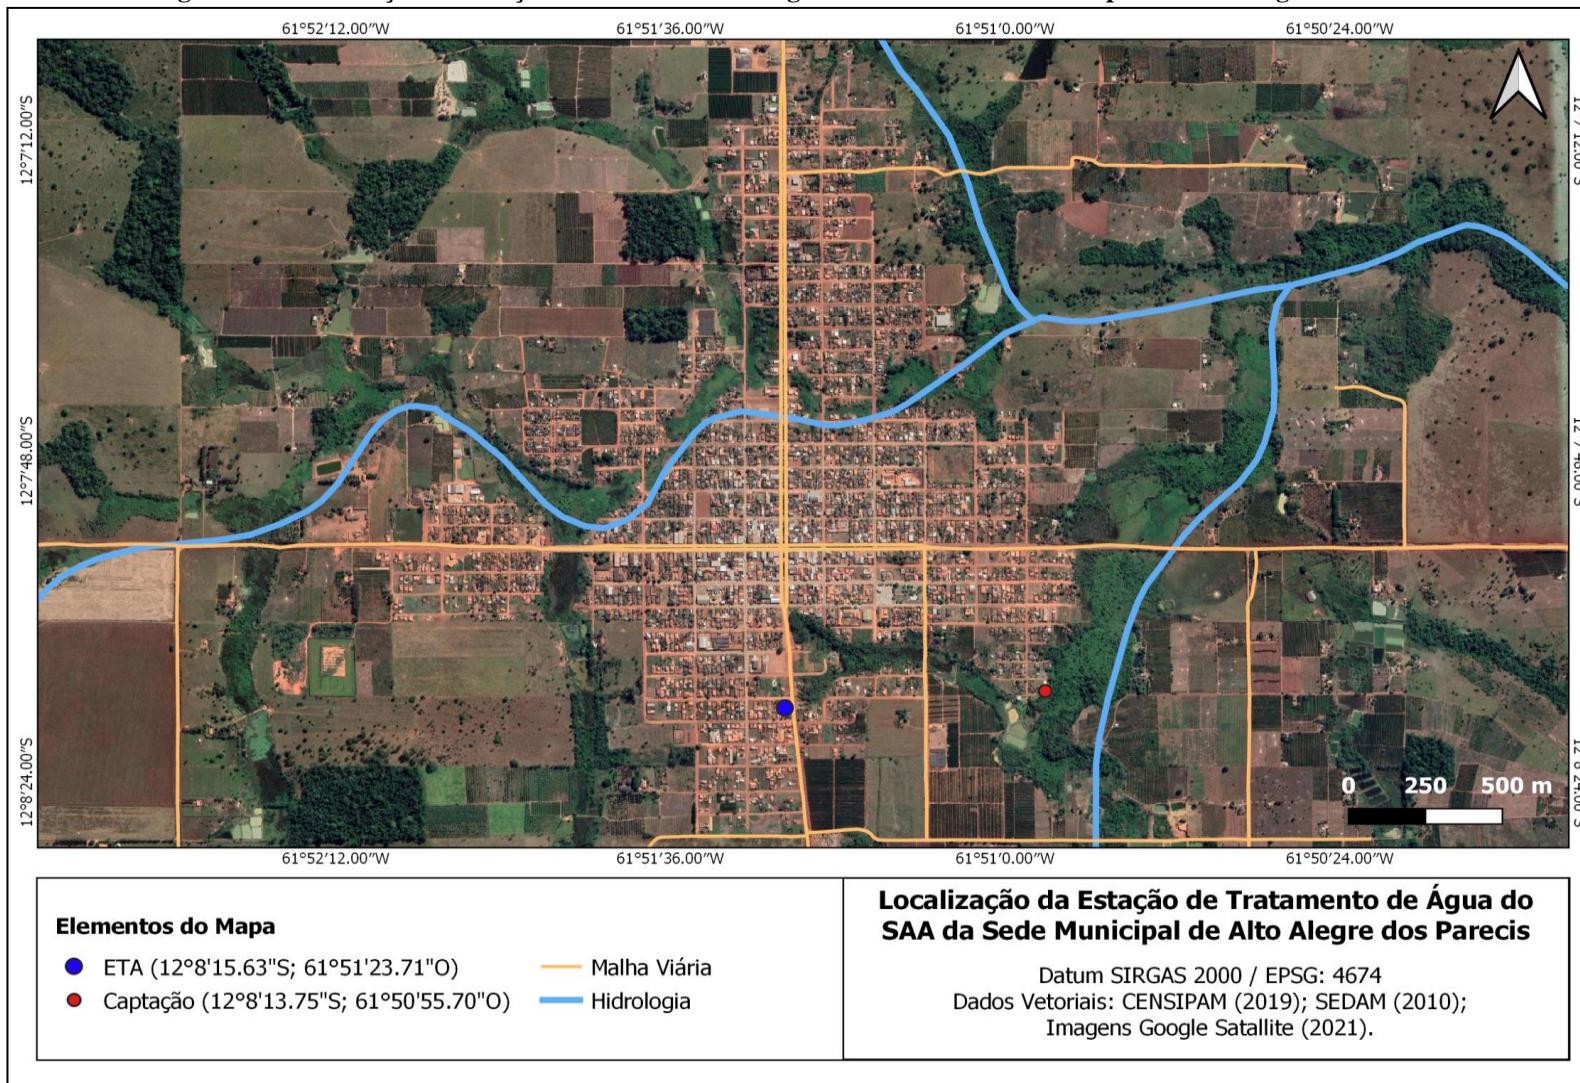 61°52'12.00"W 61°51'36.00"W 61°51'0.00"W 61°50'24.00"W
12°7'12.00"S
12°7'48.00"S
12°8'24.00"S
0 250 500 m
61°52'12.00"W 61°51'36.00"W 61°51'0.00"W 61°50'24.00"W
Elementos do Mapa
ETA (12°8'15.63"S; 61°51'23.71"O)
Captação (12°8'13.75"S; 61°50'55.70"O)
Malha Viária
Hidrologia
Localização da Estação de Tratamento de Água do
SAA da Sede Municipal de Alto Alegre dos Parecis
Datum SIRGAS 2000 / EPSG: 4674
Dados Vetoriais: CENSIPAM (2019); SEDAM (2010);
Imagens Google Satallite (2021).